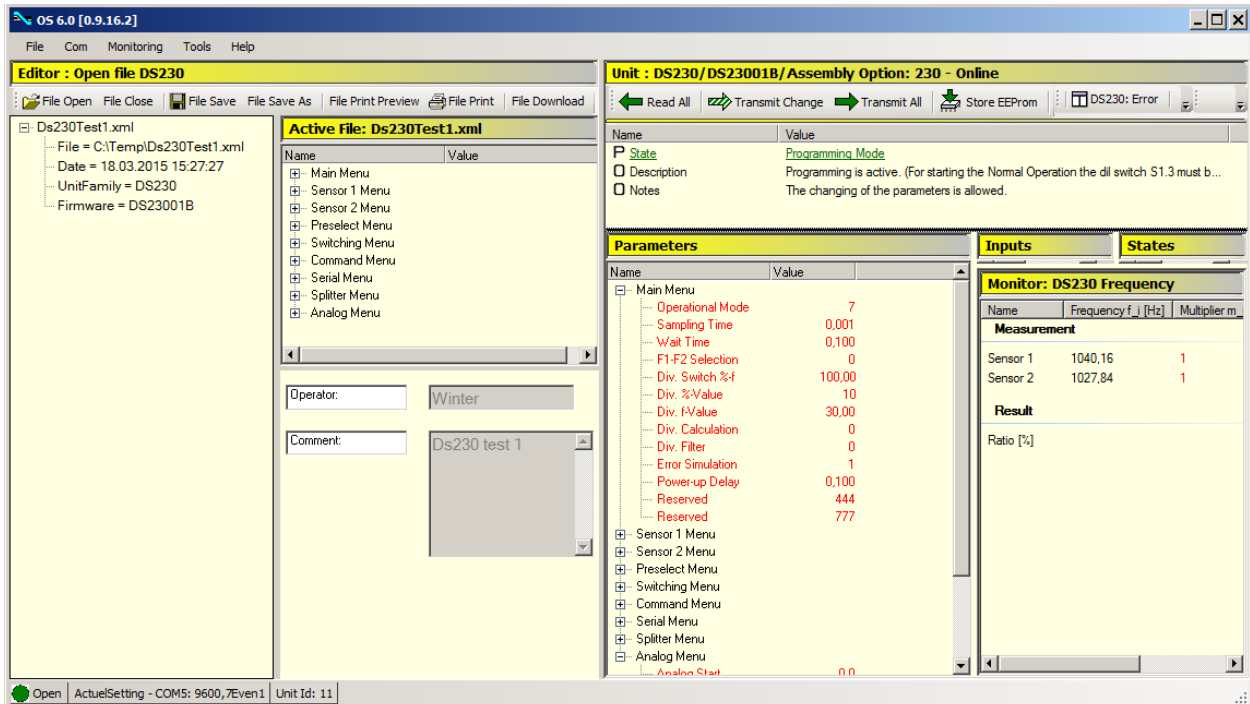 OS 6.0 [0.9.16.2]
File Com Monitoring Tools Help
Editor : Open file DS230
File Open File Close File Save File Save As File Print Preview File Print File Download
Ds230Test1.xml
File = C:\Temp\Ds230Test1.xml
Date = 18.03.2015 15:27:27
UnitFamily = DS230
Firmware = DS23001B
Active File: Ds230Test1.xml
Name Value
Main Menu
Sensor 1 Menu
Sensor 2 Menu
Preselect Menu
Switching Menu
Command Menu
Serial Menu
Splitter Menu
Analog Menu
Operator: Winter
Comment: Ds230 test 1
Unit : DS230/DS23001B/Assembly Option: 230 - Online
Read All Transmit Change Transmit All Store EEProm DS230: Error
Name Value
P State Programming Mode
O Description Programming is active. (For starting the Normal Operation the dil switch S1.3 must b...
O Notes The changing of the parameters is allowed.
Parameters
Name Value
Main Menu
Operational Mode 7
Sampling Time 0,001
Wait Time 0,100
F1-F2 Selection 0
Div. Switch %-f 100,00
Div. %-Value 10
Div. f-Value 30,00
Div. Calculation 0
Div. Filter 0
Error Simulation 1
Power-up Delay 0,100
Reserved 444
Reserved 777
Sensor 1 Menu
Sensor 2 Menu
Preselect Menu
Switching Menu
Command Menu
Serial Menu
Splitter Menu
Analog Menu
Analog Start 0,0
Inputs States
Monitor: DS230 Frequency
Name Frequency f_i [Hz] Multiplier m_
Measurement
Sensor 1 1040,16 1
Sensor 2 1027,84 1
Result
Ratio [%]
Open ActuelSetting - COM5: 9600,7Even1 Unit Id: 11